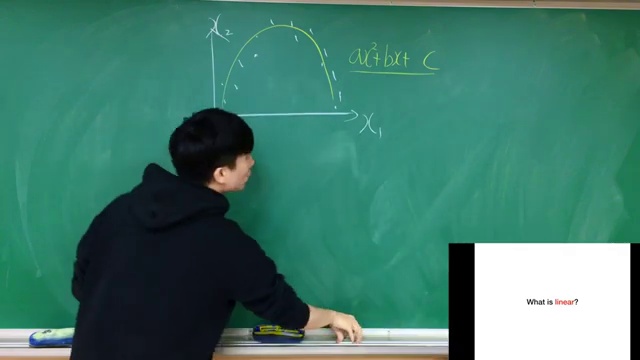 x₂
ax²+bx+ c
x₁
What is linear?